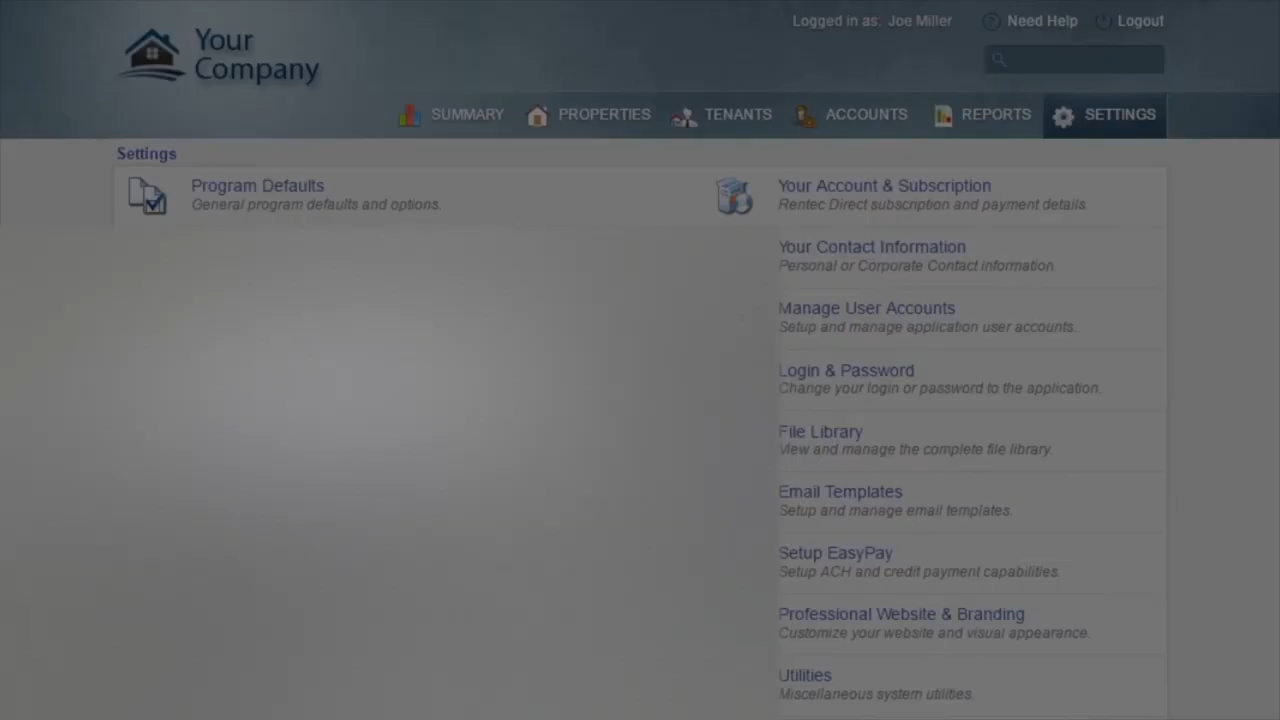 Logged in as: Joe Miller
Need Help
Logout
Your
Company
SUMMARY
PROPERTIES
TENANTS
ACCOUNTS
REPORTS
SETTINGS
Settings
Program Defaults
General program defaults and options.
Your Account & Subscription
Rentec Direct subscription and payment details.
Your Contact Information
Personal or Corporate Contact information.
Manage User Accounts
Setup and manage application user accounts..
Login & Password
Change your login or password to the application.
File Library
View and manage the complete file library.
Email Templates
Setup and manage email templates.
Setup EasyPay
Setup ACH and credit payment capabilities.
Professional Website & Branding
Customize your website and visual appearance.
Utilities
Miscellaneous system utilities.